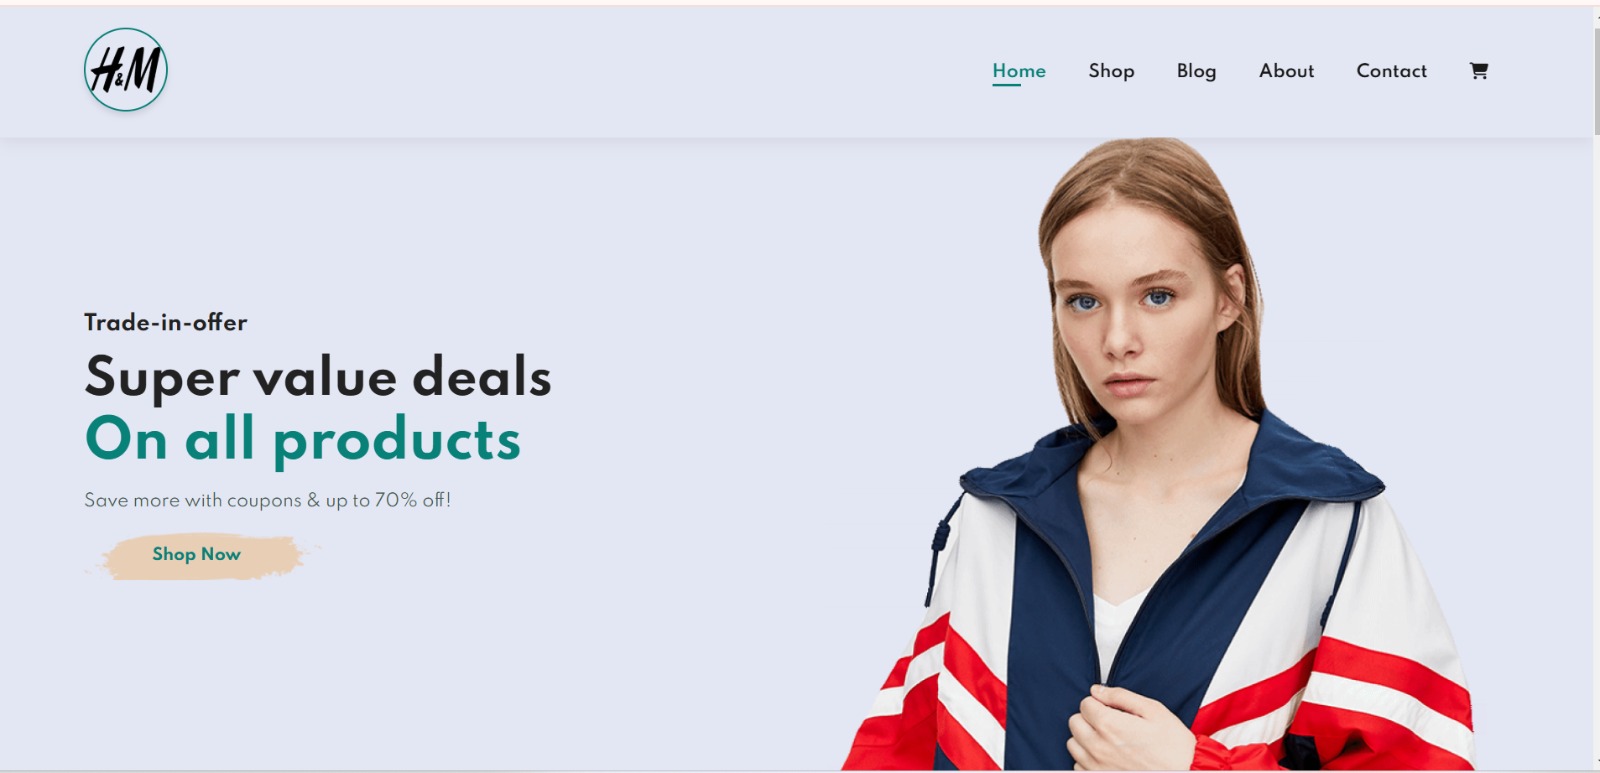 H&M
Home Shop Blog About Contact
Trade-in-offer
Super value deals
On all products
Save more with coupons & up to 70% off!
Shop Now